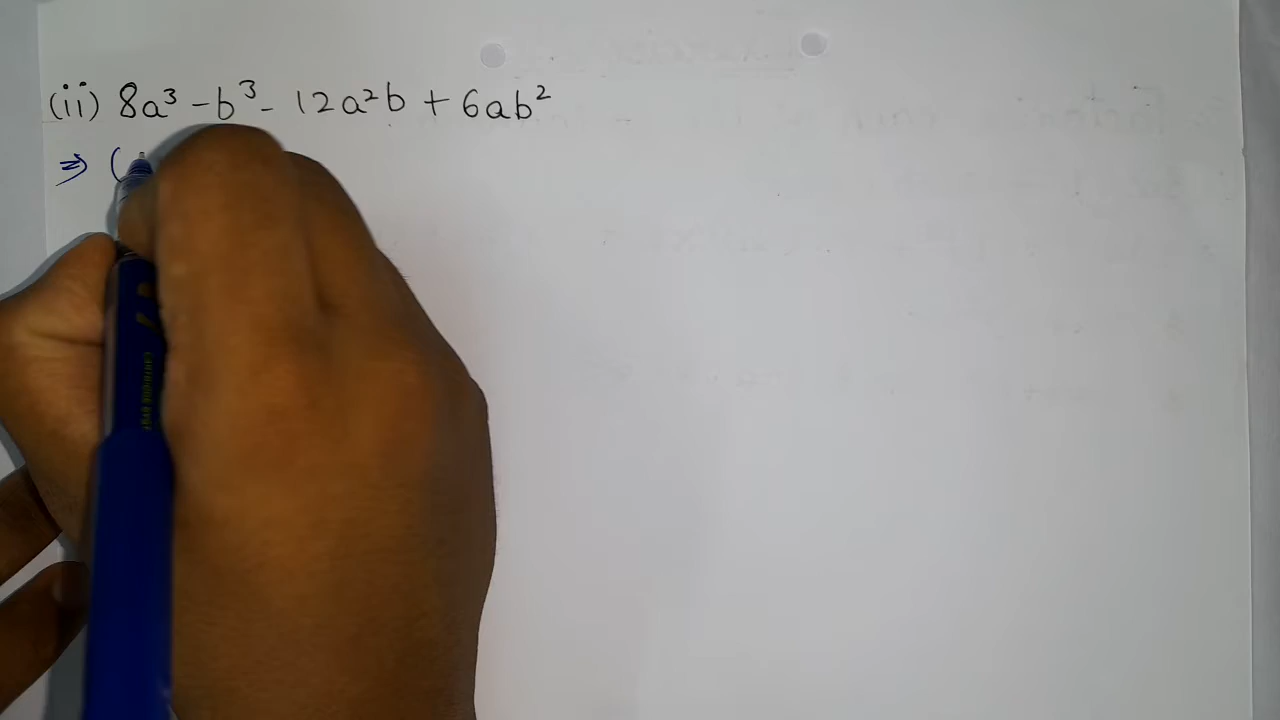 (ii) 8a³ - b³ - 12a²b + 6ab²
⇒ (